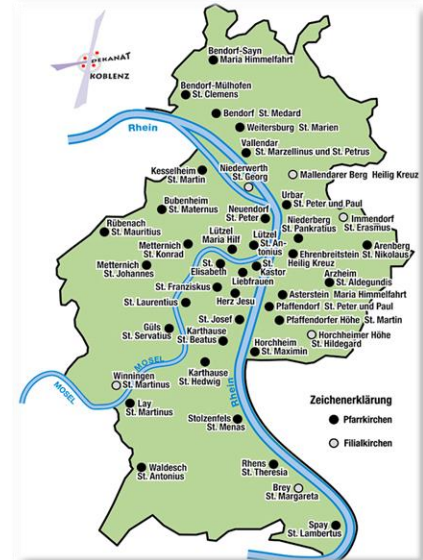 DEKANAT
KOBLENZ
Bendorf-Sayn
Maria Himmelfahrt
Bendorf-Mülhofen
St. Clemens
Bendorf St. Medard
Weitersburg St. Marien
Rhein
Vallendar
St. Marzellinus und St. Petrus
Kesselheim
St. Martin
Niederwerth
St. Georg
Mallendarer Berg Heilig Kreuz
Bubenheim
St. Maternus
Urbar
St. Peter und Paul
Neuendorf
St. Peter
Immendorf
St. Erasmus
Rübenach
St. Mauritius
Niederberg
St. Pankratius
Lützel
Maria Hilf
Lützel
St. An-
tonius
Metternich
St. Konrad
Arenberg
St. Nikolaus
Ehrenbreitstein
Heilig Kreuz
Metternich
St. Johannes
St.
Elisabeth
St.
Kastor
Liebfrauen
Arzheim
St. Aldegundis
St. Franziskus
Herz Jesu
Asterstein Maria Himmelfahrt
St. Laurentius
Pfaffendorf St. Peter und Paul
St. Josef
Pfaffendorfer Höhe St. Martin
Güls
St. Servatius
Karthause
St. Beatus
Horchheimer Höhe
St. Hildegard
Horchheim
St. Maximin
MOSEL
Karthause
St. Hedwig
Winningen
St. Martinus
MOSEL
Rhein
Lay
St. Martinus
Zeichenerklärung
Pfarrkirchen
Filialkirchen
Stolzenfels
St. Menas
Waldesch
St. Antonius
Rhens
St. Theresia
Brey
St. Margareta
Spay
St. Lambertus